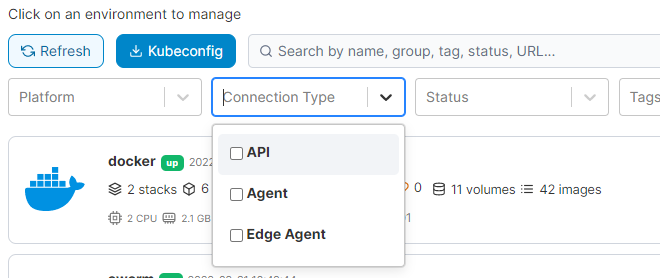 Click on an environment to manage
Refresh Kubeconfig Search by name, group, tag, status, URL...
Platform Connection Type Status Tags
API
Agent
Edge Agent
docker up 2022
2 stacks 6 0 11 volumes 42 images
2 CPU 2.1 GB